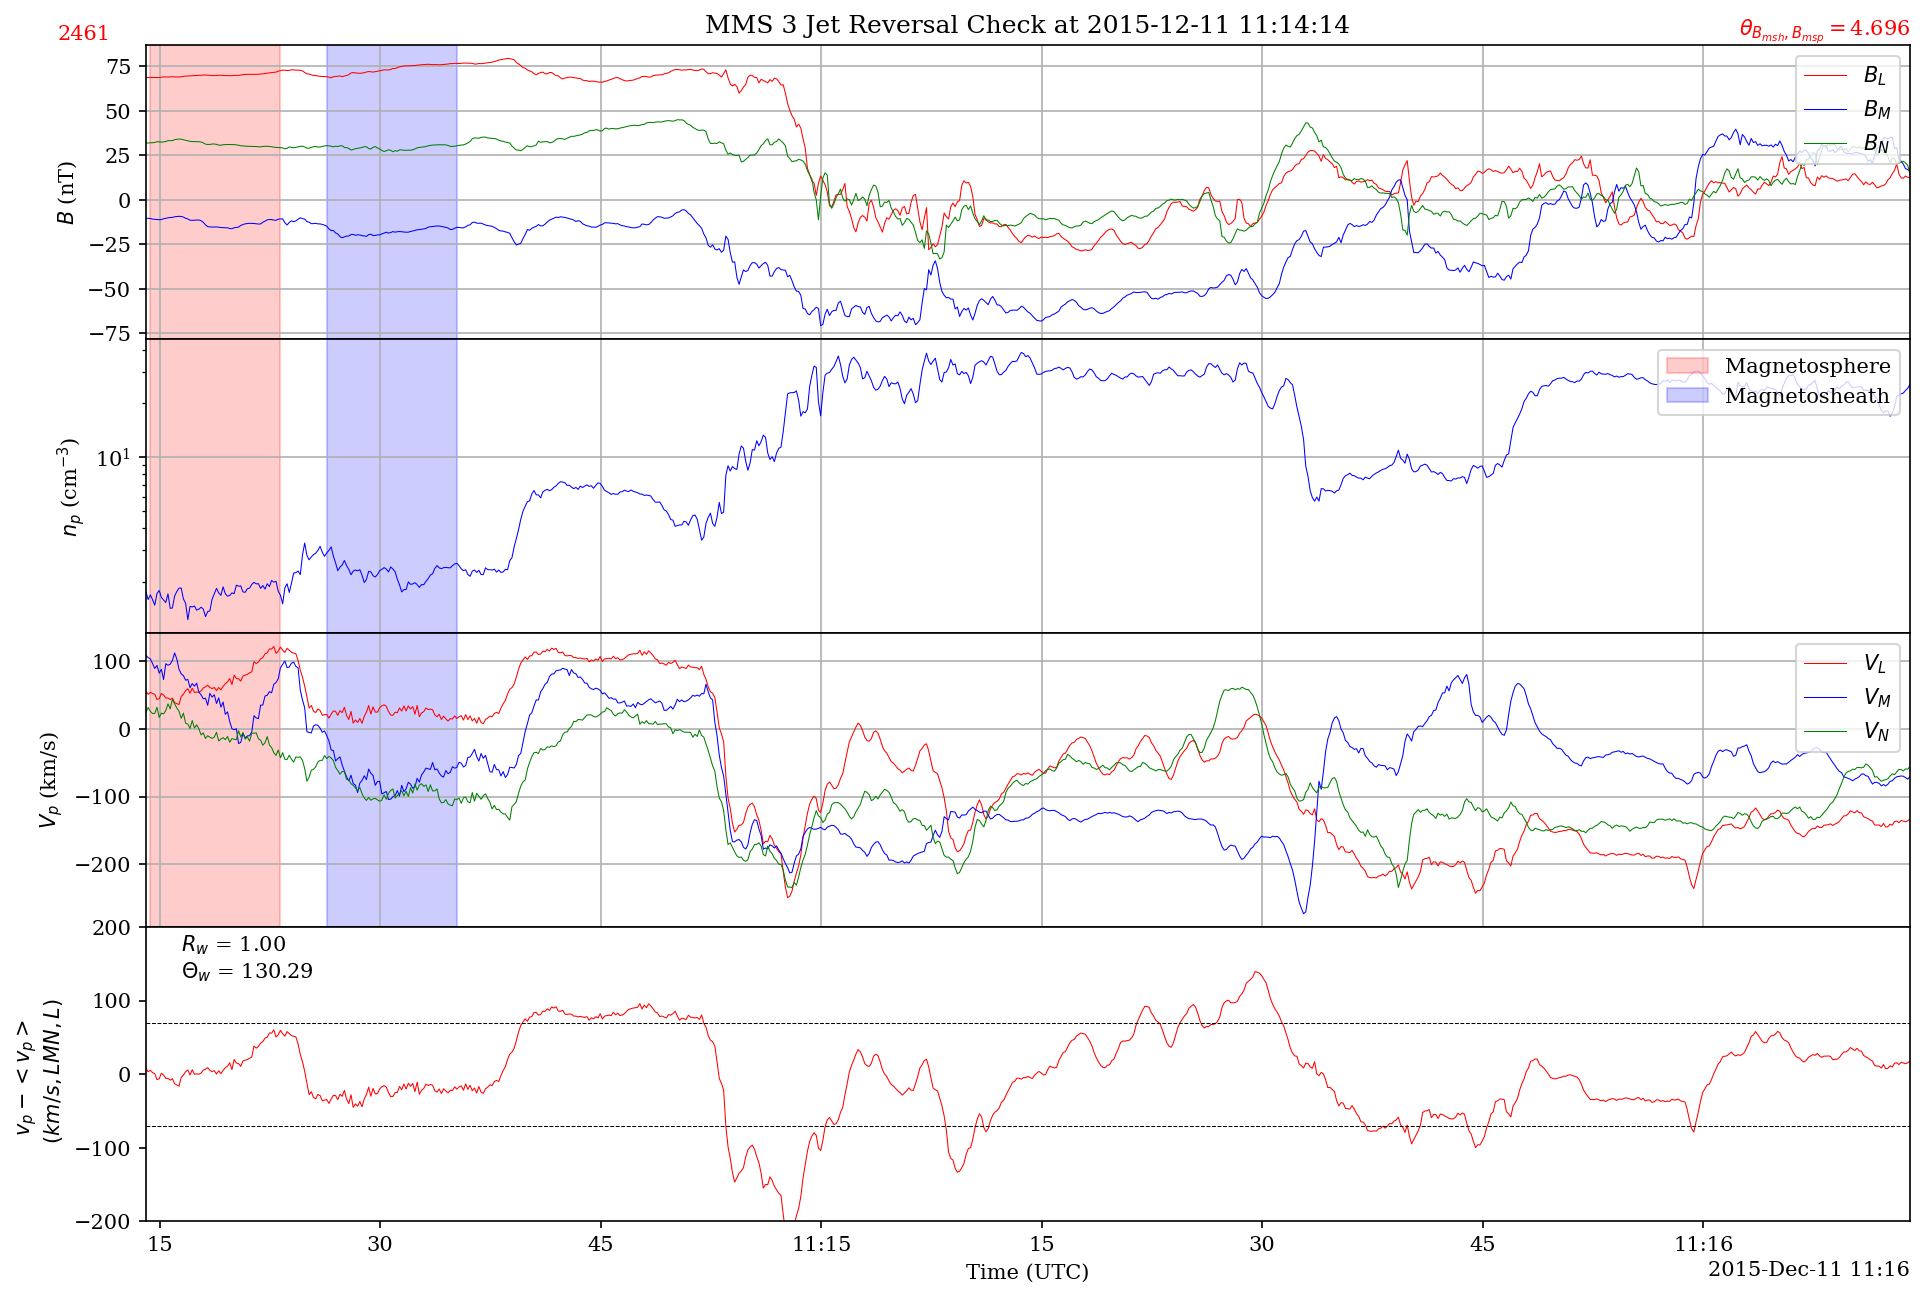 MMS 3 Jet Reversal Check at 2015-12-11 11:14:14
2461
θ_{B_{msh}, B_{msp}} = 4.696
75
50
25
0
−25
−50
−75
B (nT)
B_L
B_M
B_N
10^1
n_p (cm^{−3})
Magnetosphere
Magnetosheath
100
0
−100
−200
V_p (km/s)
V_L
V_M
V_N
200
100
0
−100
−200
v_p − < v_p >
(km/s, LMN, L)
R_w = 1.00
Θ_w = 130.29
15
30
45
11:15
15
30
45
11:16
Time (UTC)
2015-Dec-11 11:16